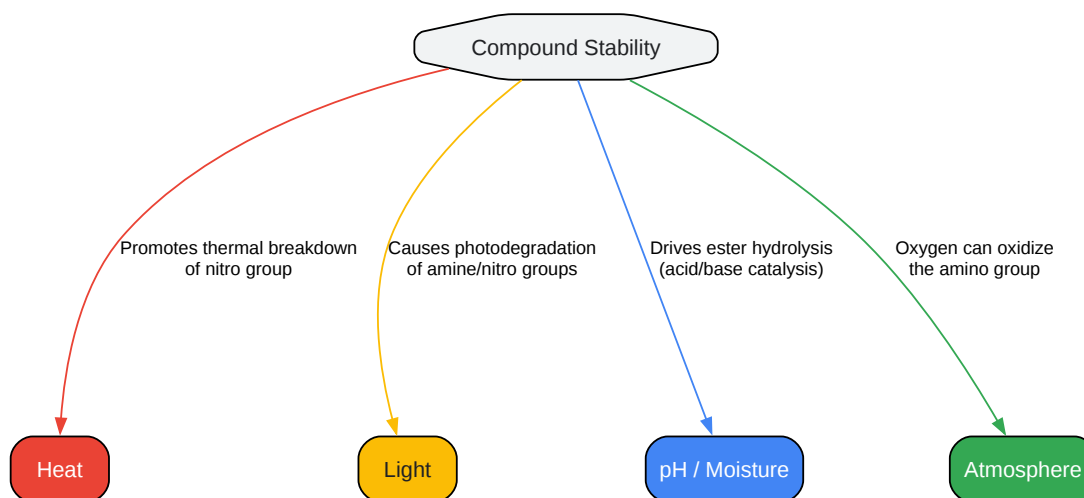 Compound Stability
Promotes thermal breakdown
of nitro group
Causes photodegradation
of amine/nitro groups
Drives ester hydrolysis
(acid/base catalysis)
Oxygen can oxidize
the amino group
Heat
Light
pH / Moisture
Atmosphere